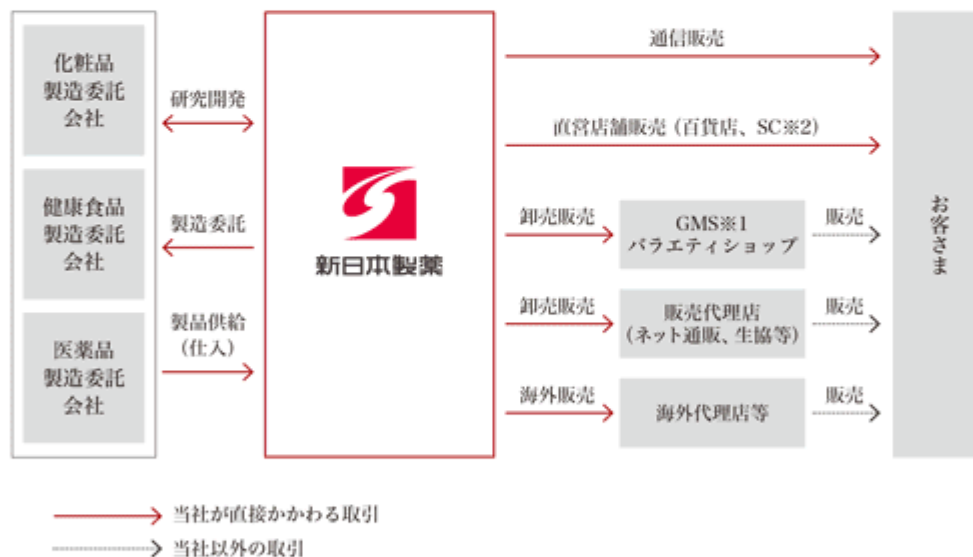 化粧品
製造委託
会社
健康食品
製造委託
会社
医薬品
製造委託
会社
研究開発
製造委託
製品供給
(仕入)
新日本製薬
通信販売
直営店舗販売(百貨店、SC※2)
卸売販売
GMS※1
バラエティショップ
販売
卸売販売
販売代理店
(ネット通販、生協等)
販売
海外販売
海外代理店等
販売
お客さま
当社が直接かかわる取引
当社以外の取引